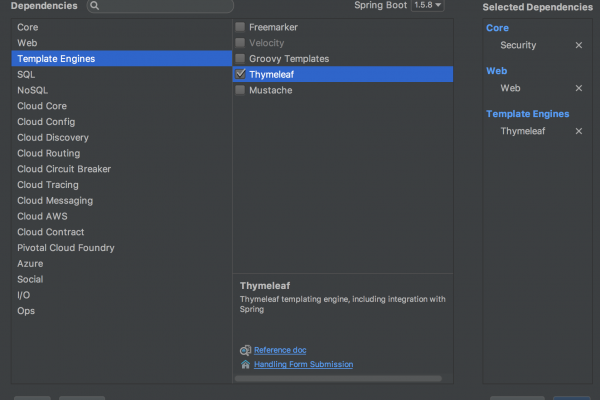 Dependencies
Spring Boot 1.5.8
Selected Dependencies
Core
Web
Template Engines
SQL
NoSQL
Cloud Core
Cloud Config
Cloud Discovery
Cloud Routing
Cloud Circuit Breaker
Cloud Tracing
Cloud Messaging
Cloud AWS
Cloud Contract
Pivotal Cloud Foundry
Azure
Social
I/O
Ops
Freemarker
Velocity
Groovy Templates
Thymeleaf
Mustache
Thymeleaf
Thymeleaf templating engine, including integration with
Spring
Reference doc
Handling Form Submission
Core
Security
Web
Web
Template Engines
Thymeleaf